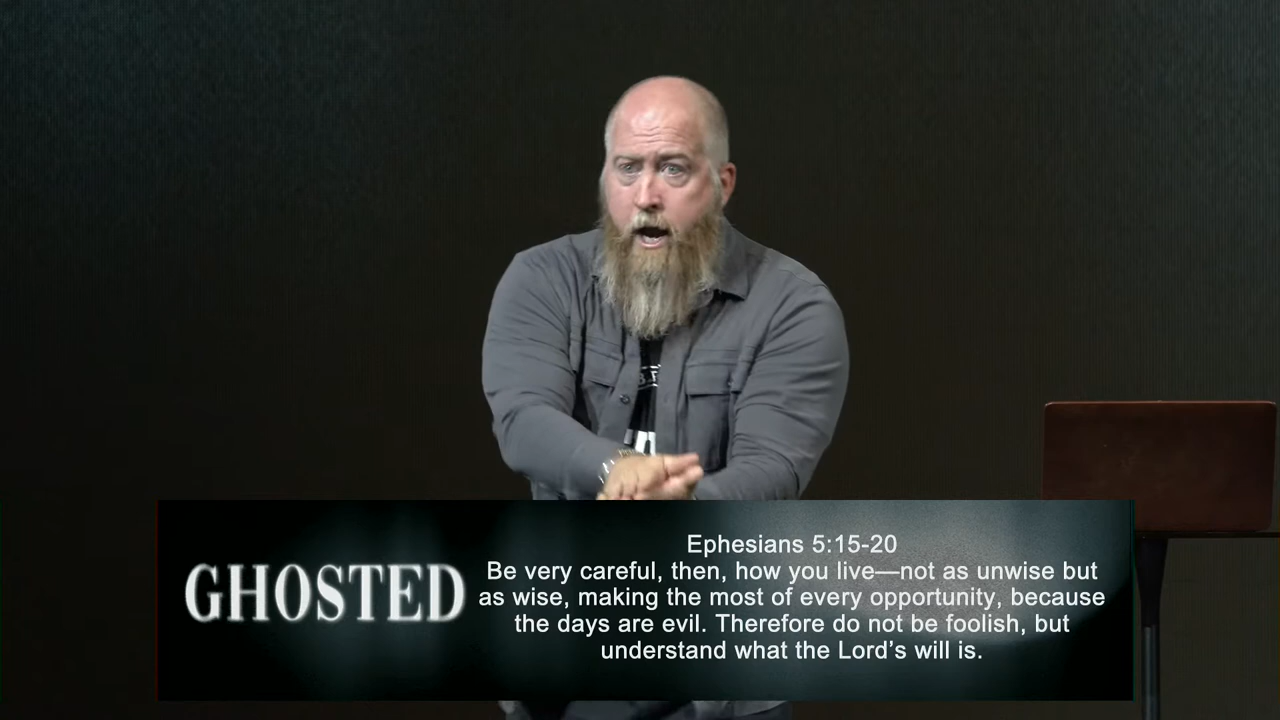 GHOSTED
Ephesians 5:15-20
Be very careful, then, how you live—not as unwise but
as wise, making the most of every opportunity, because
the days are evil. Therefore do not be foolish, but
understand what the Lord’s will is.